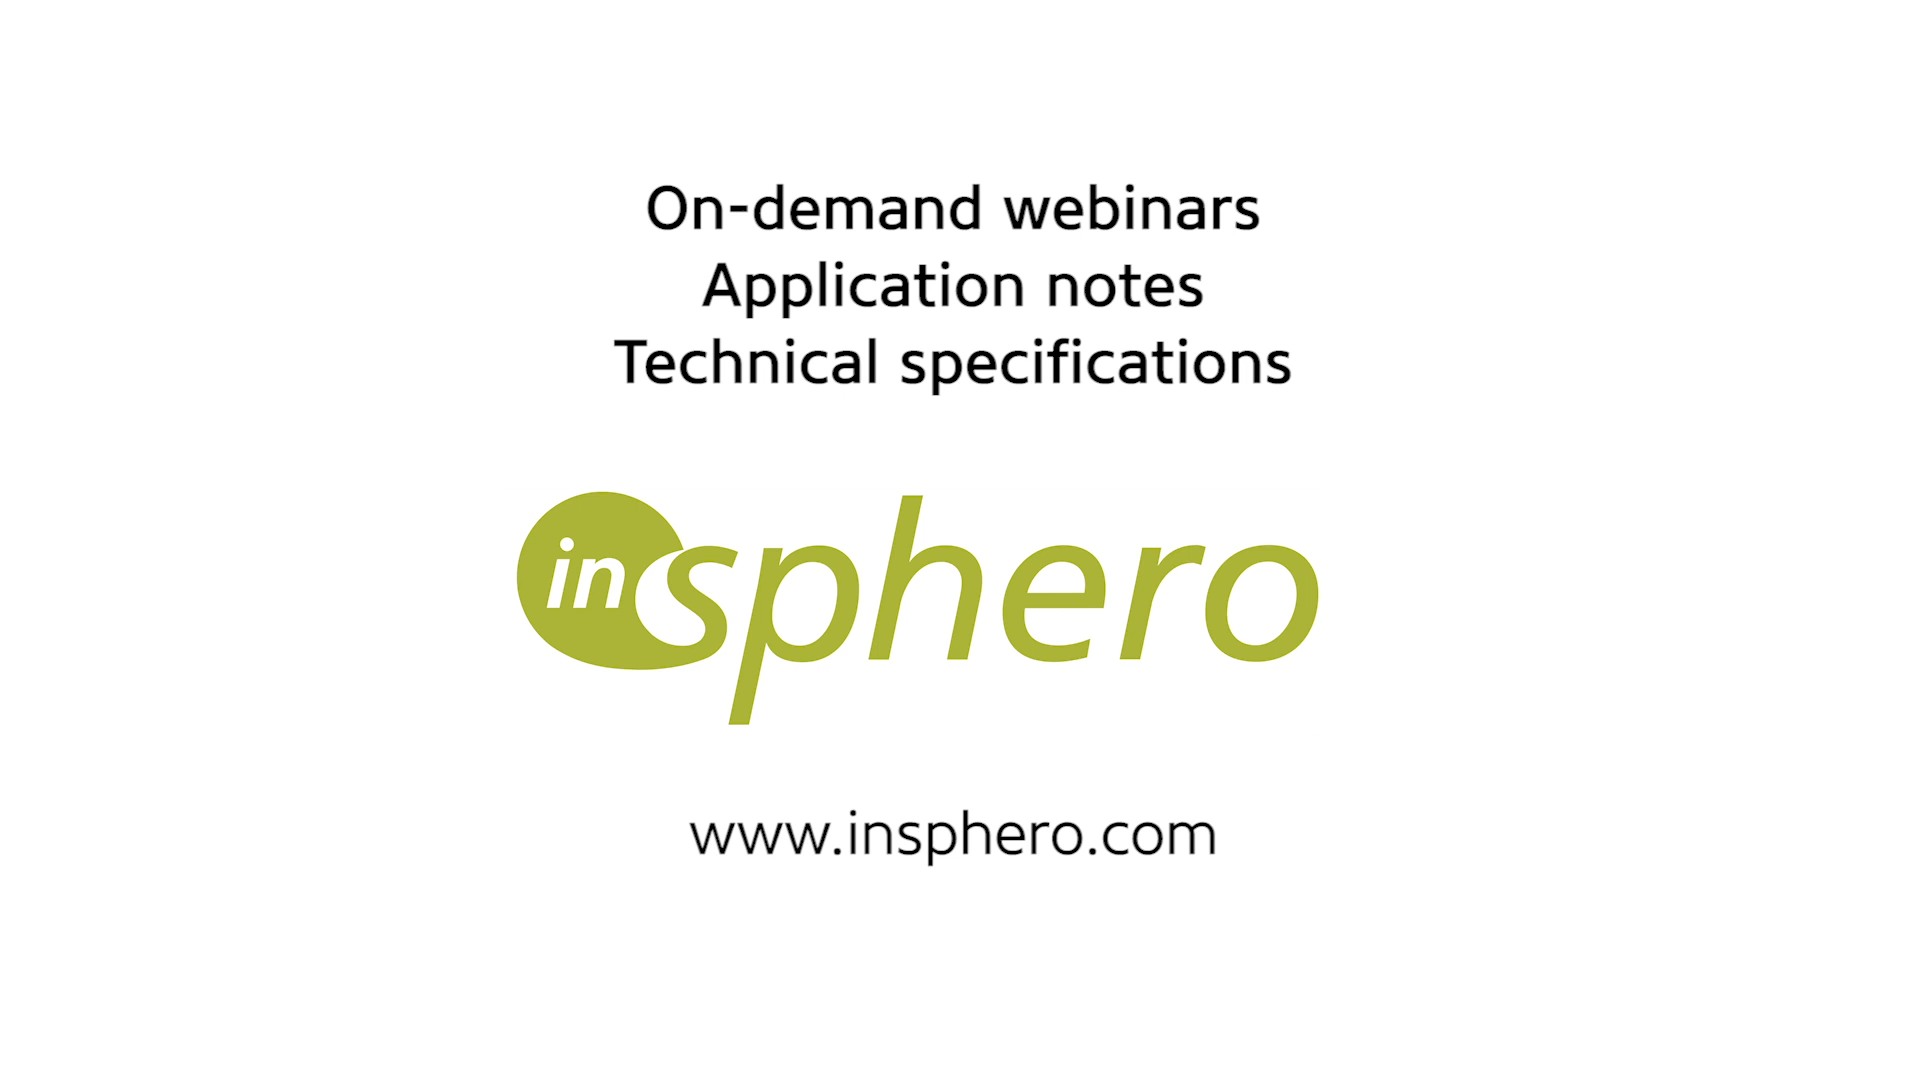 On-demand webinars
Application notes
Technical specifications
insphero
www.insphero.com